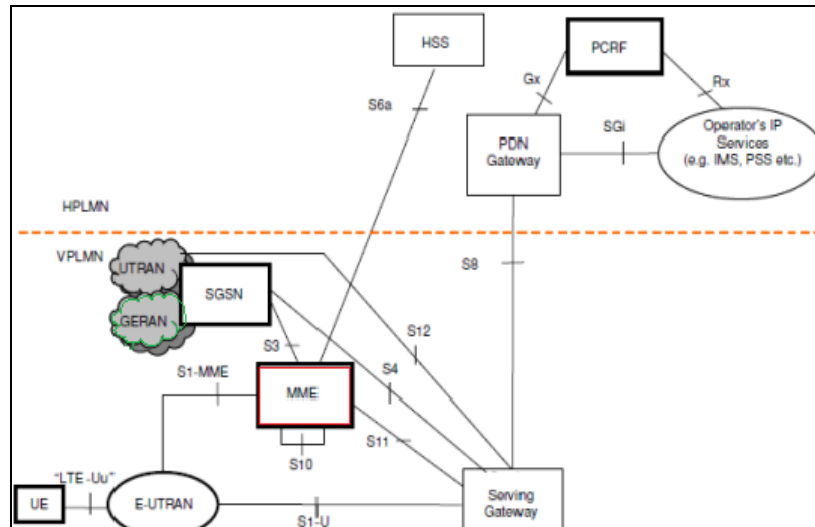 HSS
PCRF
Gx
Rx
S6a
PDN
Gateway
SGi
Operator's IP
Services
(e.g. IMS, PSS etc.)
HPLMN
VPLMN
S8
UTRAN
SGSN
GERAN
S12
S3
S4
S1-MME
MME
S11
S10
"LTE-Uu"
UE
E-UTRAN
S1-U
Serving
Gateway